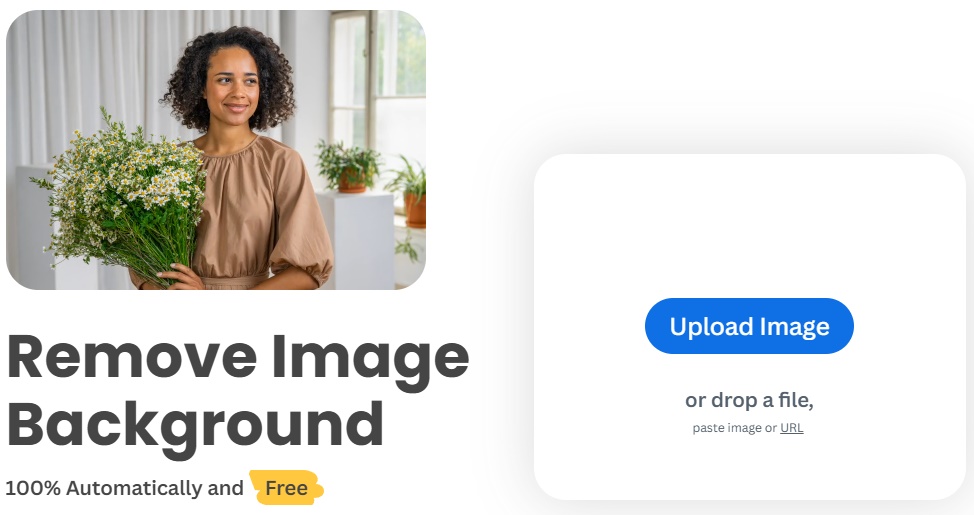 Remove Image
Background
100% Automatically and Free
Upload Image
or drop a file,
paste image or URL